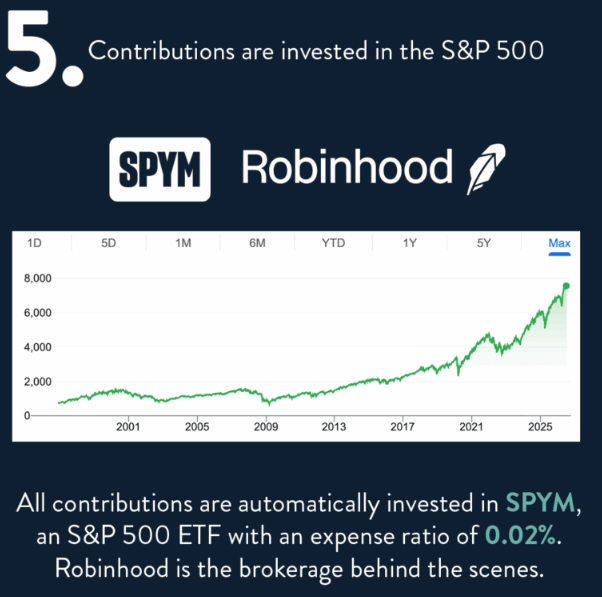 5. Contributions are invested in the S&P 500
SPYM Robinhood
1D 5D 1M 6M YTD 1Y 5Y Max
8,000
6,000
4,000
2,000
0
2001 2005 2009 2013 2017 2021 2025
All contributions are automatically invested in SPYM,
an S&P 500 ETF with an expense ratio of 0.02%.
Robinhood is the brokerage behind the scenes.